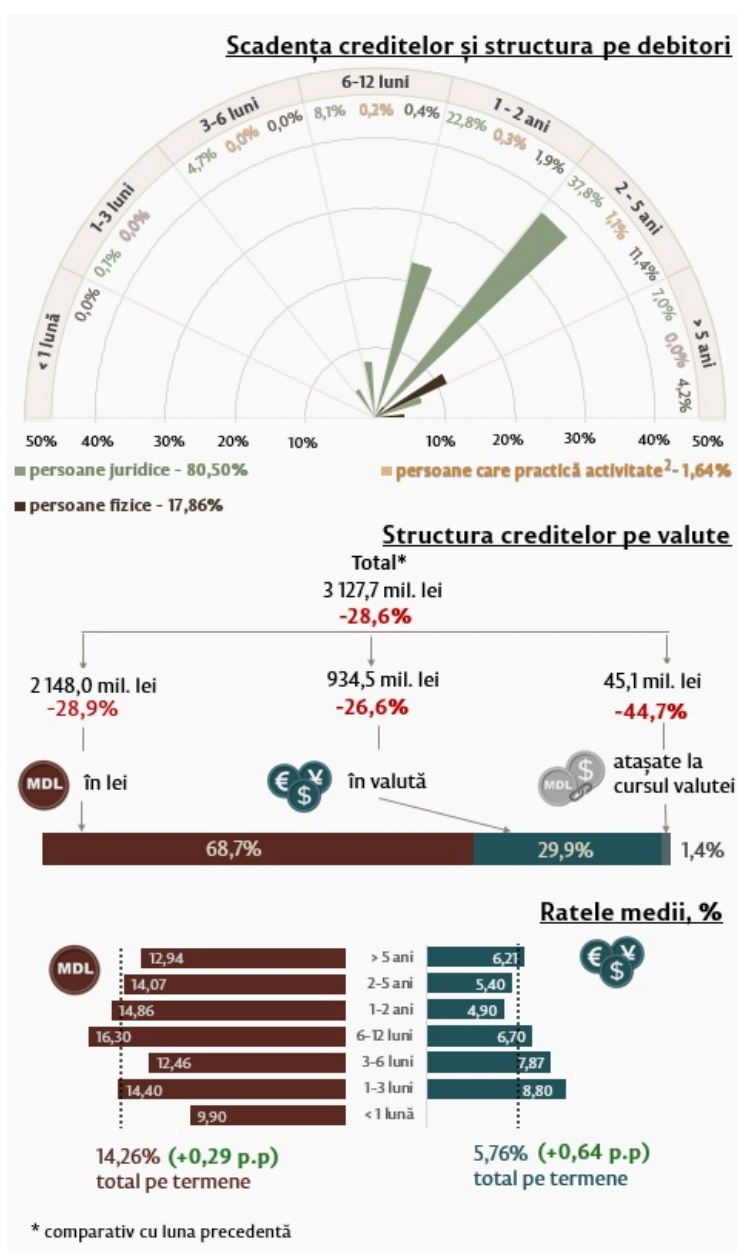 Scadența creditelor și structura pe debitori
< 1 lună
1-3 luni
3-6 luni
6-12 luni
1 - 2 ani
2 - 5 ani
> 5 ani
0,0%
0,1%
0,0%
4,7%
0,0%
0,0%
8,1%
0,2%
0,4%
22,8%
0,3%
1,9%
37,8%
1,1%
11,4%
7,0%
0,0%
4,2%
50% 40% 30% 20% 10% 10% 20% 30% 40% 50%
persoane juridice - 80,50%
persoane care practică activitate²- 1,64%
persoane fizice - 17,86%
Structura creditelor pe valute
Total*
3 127,7 mil. lei
-28,6%
2 148,0 mil. lei
-28,9%
934,5 mil. lei
-26,6%
45,1 mil. lei
-44,7%
MDL
în lei
€ ¥ $
în valută
MDL $
atașate la
cursul valutei
68,7% 29,9% 1,4%
Ratele medii, %
MDL
€ ¥ $
12,94 > 5 ani 6,21
14,07 2-5 ani 5,40
14,86 1-2 ani 4,90
16,30 6-12 luni 6,70
12,46 3-6 luni 7,87
14,40 1-3 luni 8,80
9,90 < 1 lună
14,26% (+0,29 p.p)
total pe termene
5,76% (+0,64 p.p)
total pe termene
* comparativ cu luna precedentă